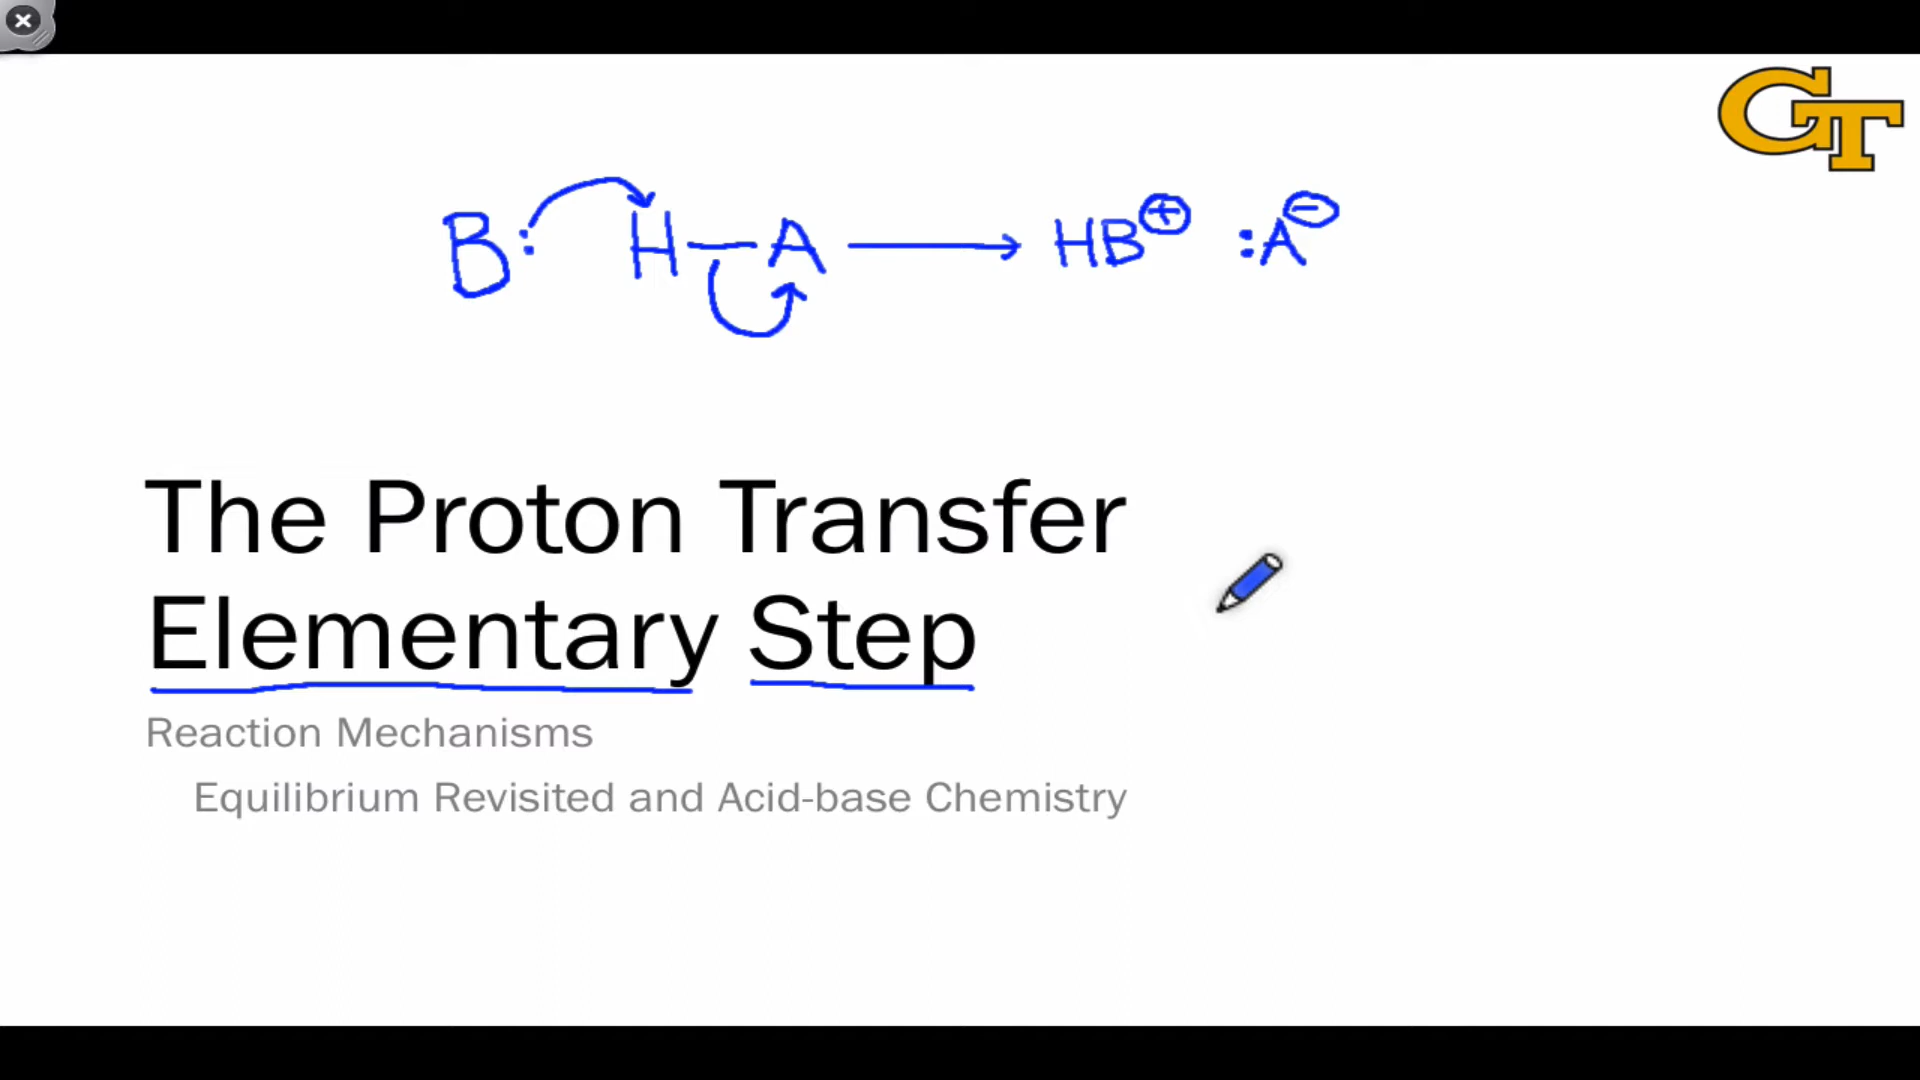 GT
B: H—A ⟶ HB⊕ :A⊖
The Proton Transfer
Elementary Step
Reaction Mechanisms
Equilibrium Revisited and Acid-base Chemistry